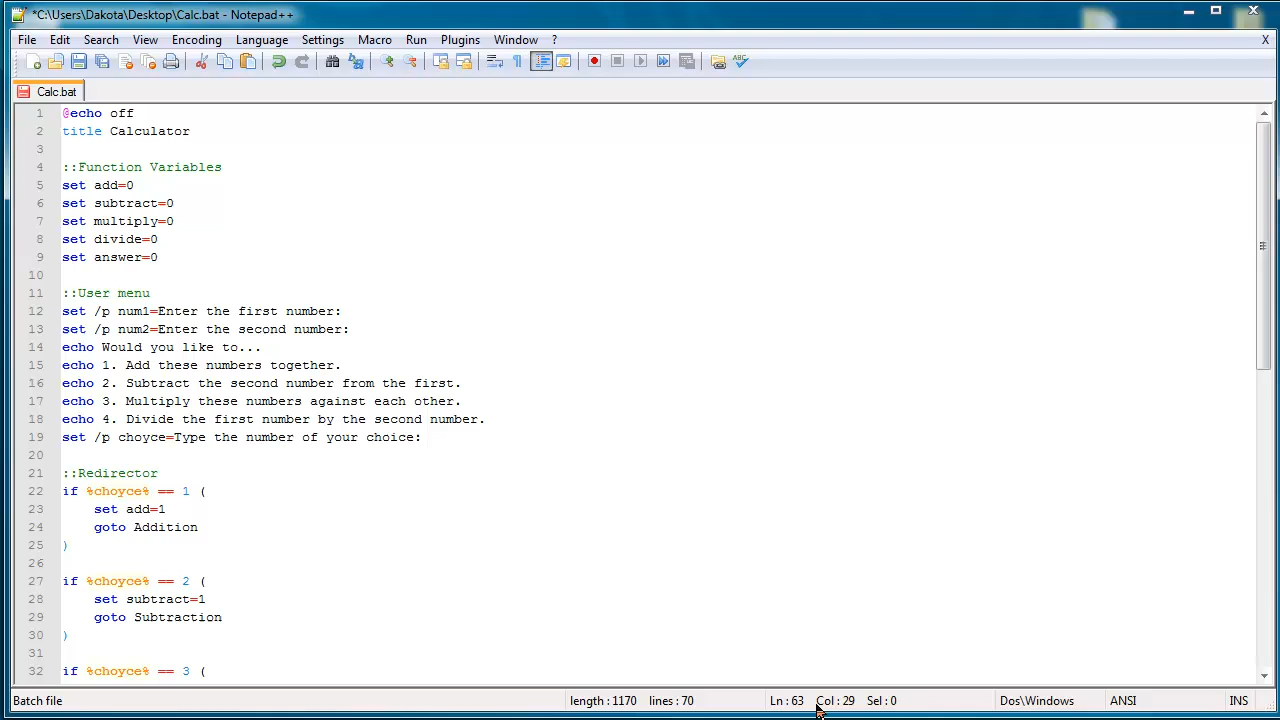 *C:\Users\Dakota\Desktop\Calc.bat - Notepad++
File Edit Search View Encoding Language Settings Macro Run Plugins Window ? X
ABC
Calc.bat
1 @echo off
2 title Calculator
3
4 ::Function Variables
5 set add=0
6 set subtract=0
7 set multiply=0
8 set divide=0
9 set answer=0
10
11 ::User menu
12 set /p num1=Enter the first number:
13 set /p num2=Enter the second number:
14 echo Would you like to...
15 echo 1. Add these numbers together.
16 echo 2. Subtract the second number from the first.
17 echo 3. Multiply these numbers against each other.
18 echo 4. Divide the first number by the second number.
19 set /p choyce=Type the number of your choice:
20
21 ::Redirector
22 if %choyce% == 1 (
23 set add=1
24 goto Addition
25 )
26
27 if %choyce% == 2 (
28 set subtract=1
29 goto Subtraction
30 )
31
32 if %choyce% == 3 (
Batch file length : 1170 lines : 70 Ln : 63 Col : 29 Sel : 0 Dos\Windows ANSI INS